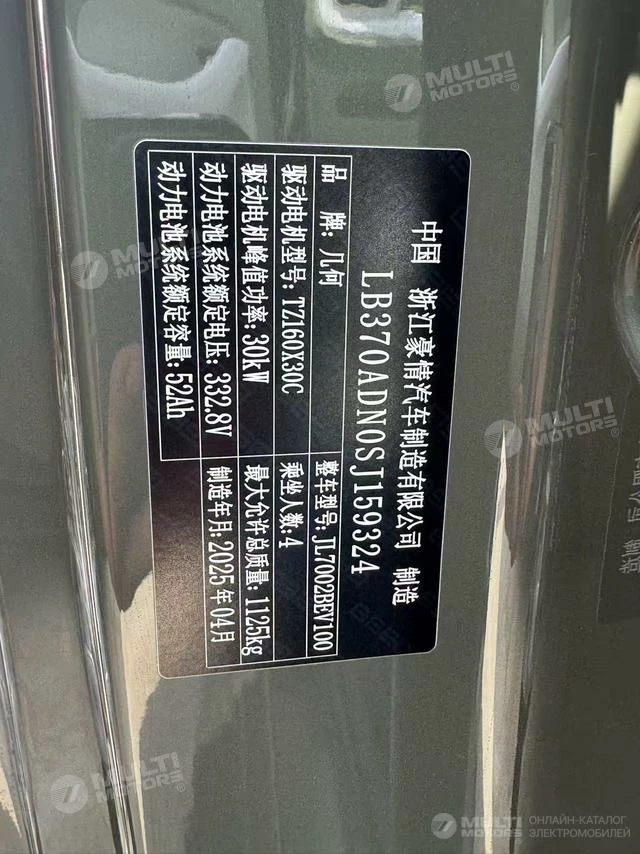 中国 浙江豪情汽车制造有限公司 制造
LB370ADN0SJ159324
品 牌: 几何 整车型号: JL7002BEV100
驱动电机型号: TZ160X30C 乘坐人数: 4
驱动电机峰值功率: 30kW 最大允许总质量: 1125kg
动力电池系统额定电压: 332.8V 制造年月: 2025年04月
动力电池系统额定容量: 52Ah
MULTI
MOTORS
MULTI
MOTORS
MULTI
MOTORS
MULTI
MOTORS
MULTI
MOTORS
ОНЛАЙН-КАТАЛОГ
ЭЛЕКТРОМОБИЛЕЙ